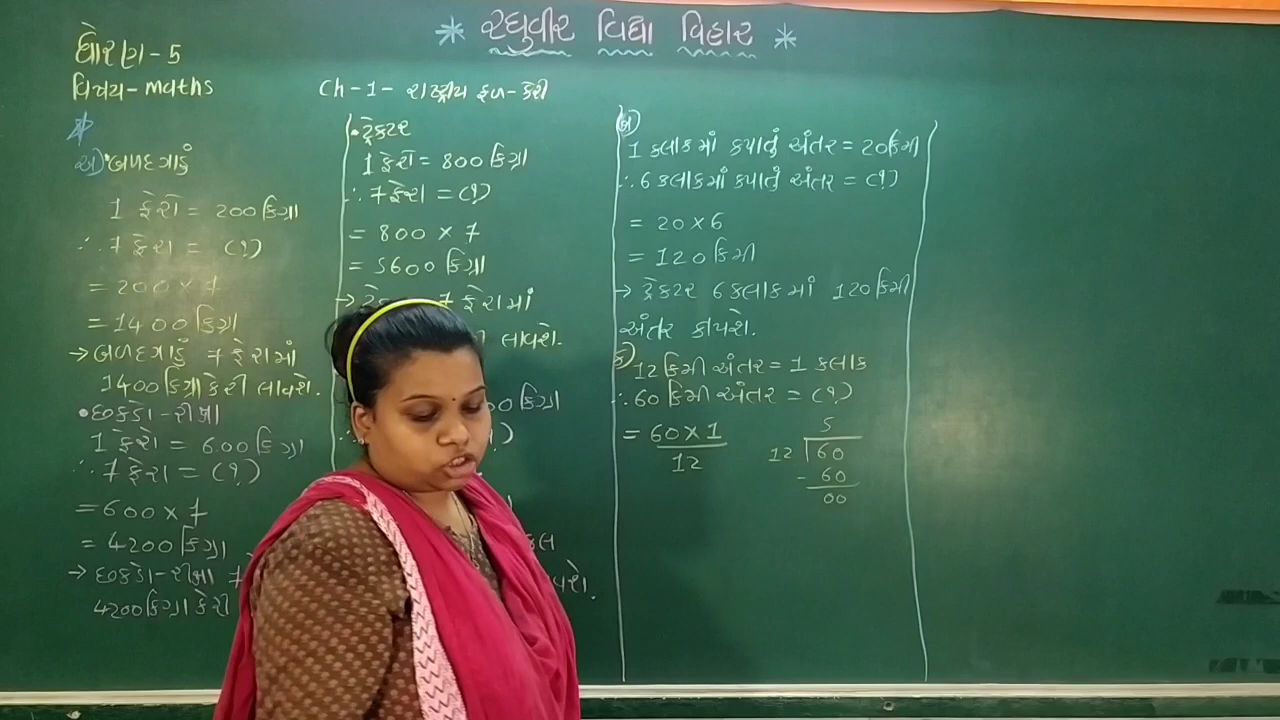 * રઘુવીર વિદ્યા વિહાર *
ધોરણ - 5
વિષય - maths
Ch - 1 - રાષ્ટ્રીય ફળ - કેરી
અ) • બળદગાડું
1 ફેરો = 200 કિગ્રા
∴ 7 ફેરા = (?)
= 200 × 7
= 1400 કિગ્રા
→ બળદગાડું 7 ફેરામાં
1400 કિગ્રા કેરી લાવશે.
• છકડો - રીક્ષા
1 ફેરો = 600 કિગ્રા
∴ 7 ફેરા = (?)
= 600 × 7
= 4200 કિગ્રા
→ છકડો - રીક્ષા 7
4200 કિગ્રા કેરી
• ટ્રેક્ટર
1 ફેરો = 800 કિગ્રા
∴ 7 ફેરા = (?)
= 800 × 7
= 5600 કિગ્રા
→ 7 ફેરામાં
લાવશે.
કિગ્રા
બ)
1 કલાકમાં કપાતું અંતર = 20 કિમી
∴ 6 કલાકમાં કપાતું અંતર = (?)
= 20 × 6
= 120 કિમી
→ ટ્રેક્ટર 6 કલાકમાં 120 કિમી
અંતર કાપશે.
ક) 12 કિમી અંતર = 1 કલાક
∴ 60 કિમી અંતર = (?)
= 60 × 1
12
5
12 60
- 60
00